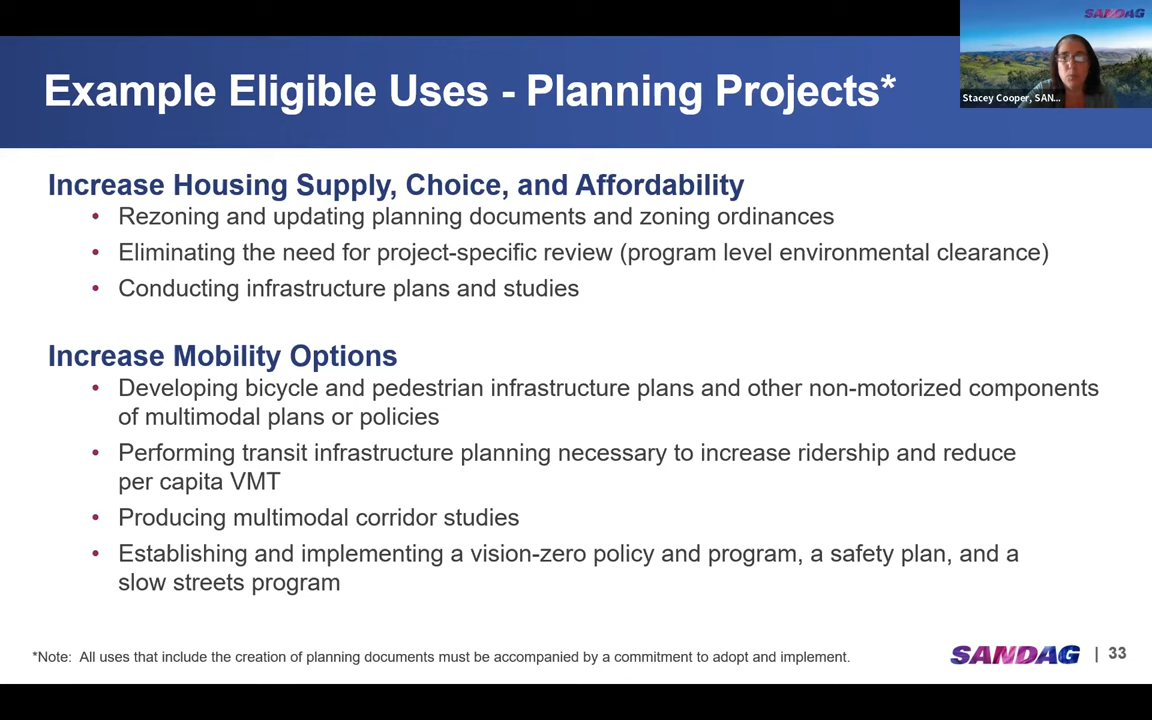 SANDAG
Example Eligible Uses - Planning Projects*
Stacey Cooper, SAN...
Increase Housing Supply, Choice, and Affordability
• Rezoning and updating planning documents and zoning ordinances
• Eliminating the need for project-specific review (program level environmental clearance)
• Conducting infrastructure plans and studies
Increase Mobility Options
• Developing bicycle and pedestrian infrastructure plans and other non-motorized components
of multimodal plans or policies
• Performing transit infrastructure planning necessary to increase ridership and reduce
per capita VMT
• Producing multimodal corridor studies
• Establishing and implementing a vision-zero policy and program, a safety plan, and a
slow streets program
*Note: All uses that include the creation of planning documents must be accompanied by a commitment to adopt and implement.
SANDAG | 33